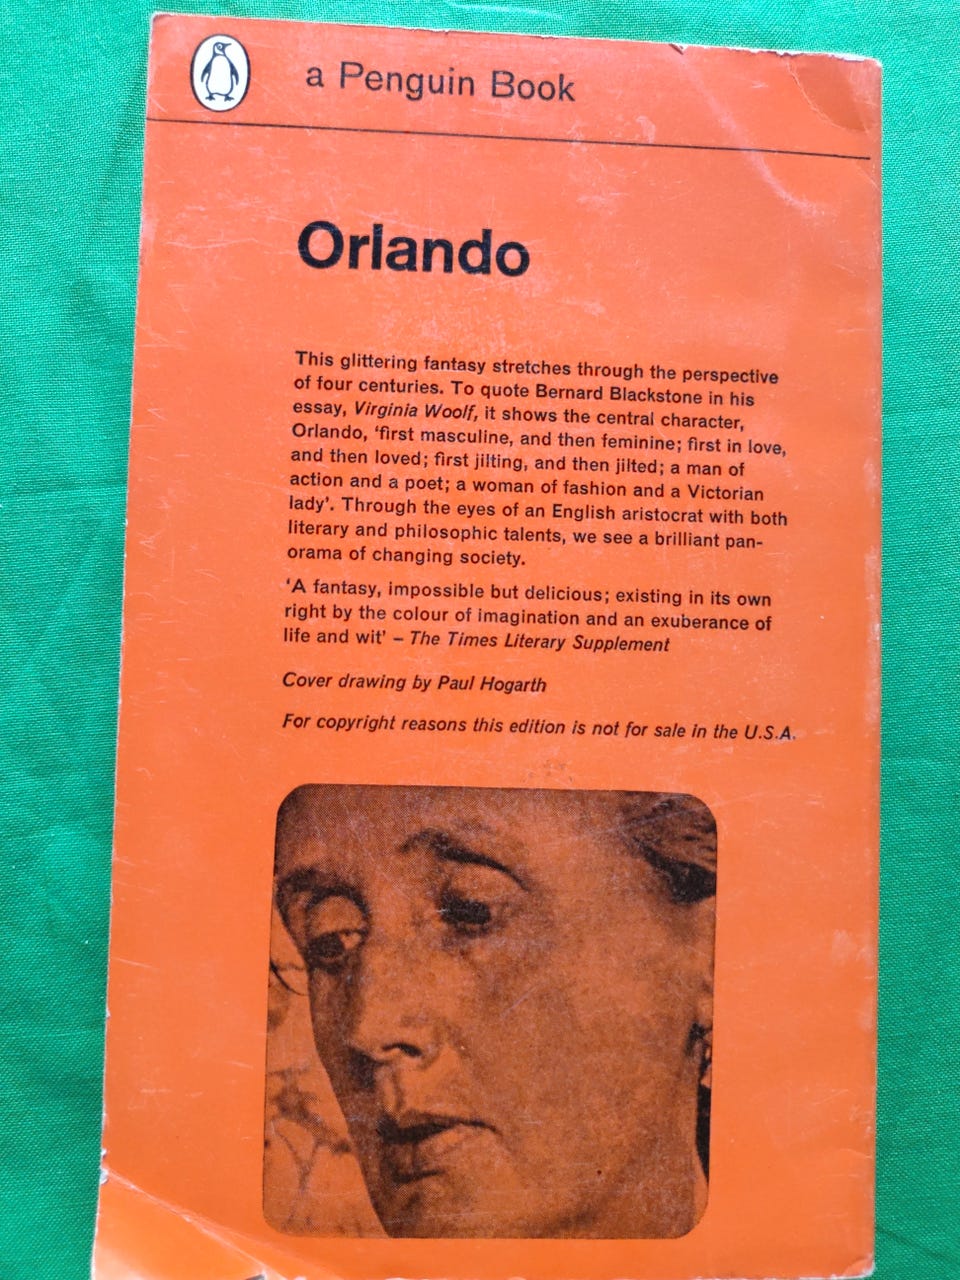 a Penguin Book
Orlando
This glittering fantasy stretches through the perspective
of four centuries. To quote Bernard Blackstone in his
essay, Virginia Woolf, it shows the central character,
Orlando, ‘first masculine, and then feminine; first in love,
and then loved; first jilting, and then jilted; a man of
action and a poet; a woman of fashion and a Victorian
lady’. Through the eyes of an English aristocrat with both
literary and philosophic talents, we see a brilliant pan-
orama of changing society.
‘A fantasy, impossible but delicious; existing in its own
right by the colour of imagination and an exuberance of
life and wit’ – The Times Literary Supplement
Cover drawing by Paul Hogarth
For copyright reasons this edition is not for sale in the U.S.A.